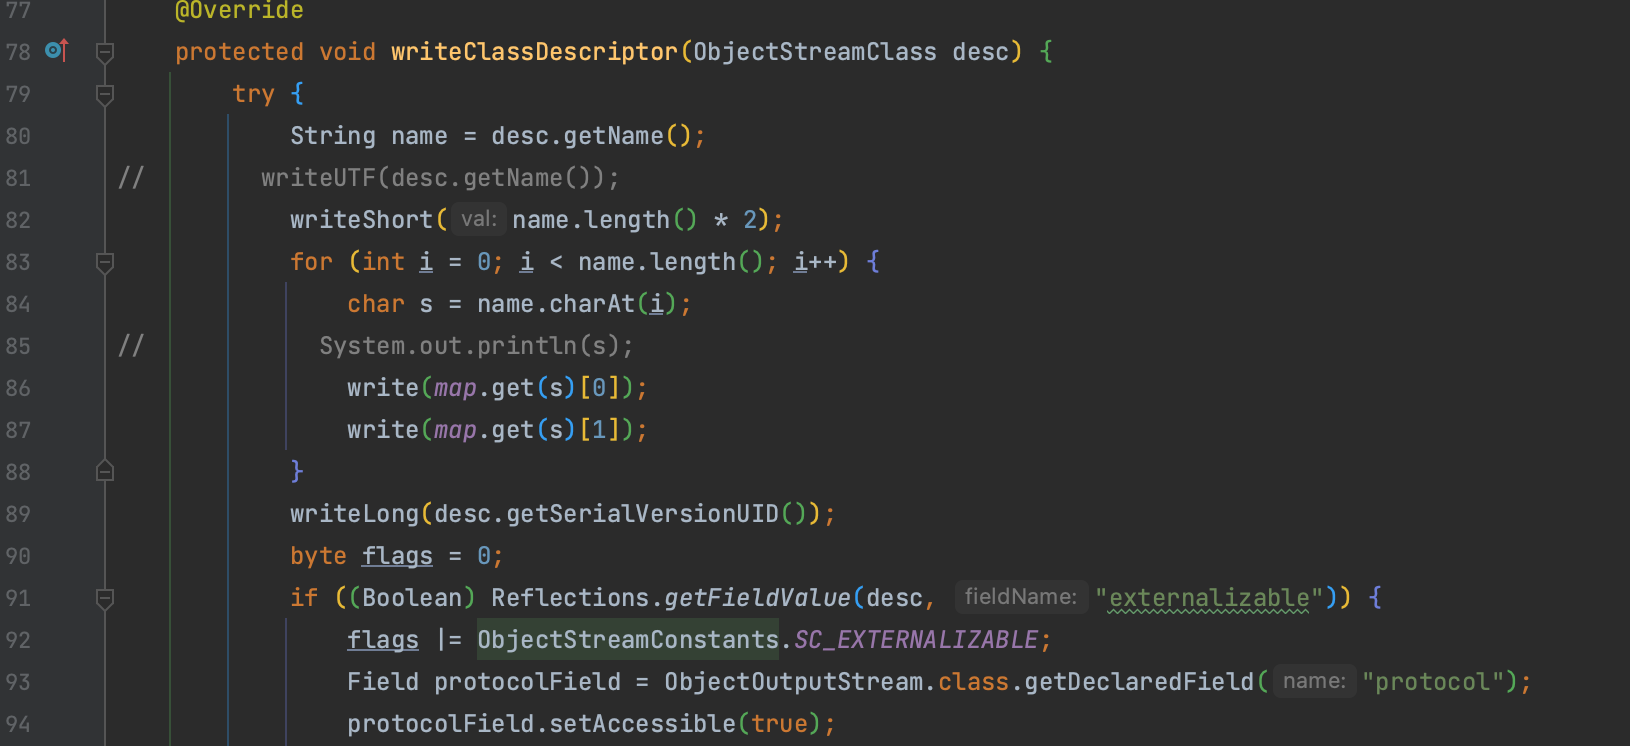 77 @Override
78 protected void writeClassDescriptor(ObjectStreamClass desc) {
79 try {
80 String name = desc.getName();
81 // writeUTF(desc.getName());
82 writeShort( val: name.length() * 2);
83 for (int i = 0; i < name.length(); i++) {
84 char s = name.charAt(i);
85 // System.out.println(s);
86 write(map.get(s)[0]);
87 write(map.get(s)[1]);
88 }
89 writeLong(desc.getSerialVersionUID());
90 byte flags = 0;
91 if ((Boolean) Reflections.getFieldValue(desc, fieldName: "externalizable")) {
92 flags |= ObjectStreamConstants.SC_EXTERNALIZABLE;
93 Field protocolField = ObjectOutputStream.class.getDeclaredField( name: "protocol");
94 protocolField.setAccessible(true);